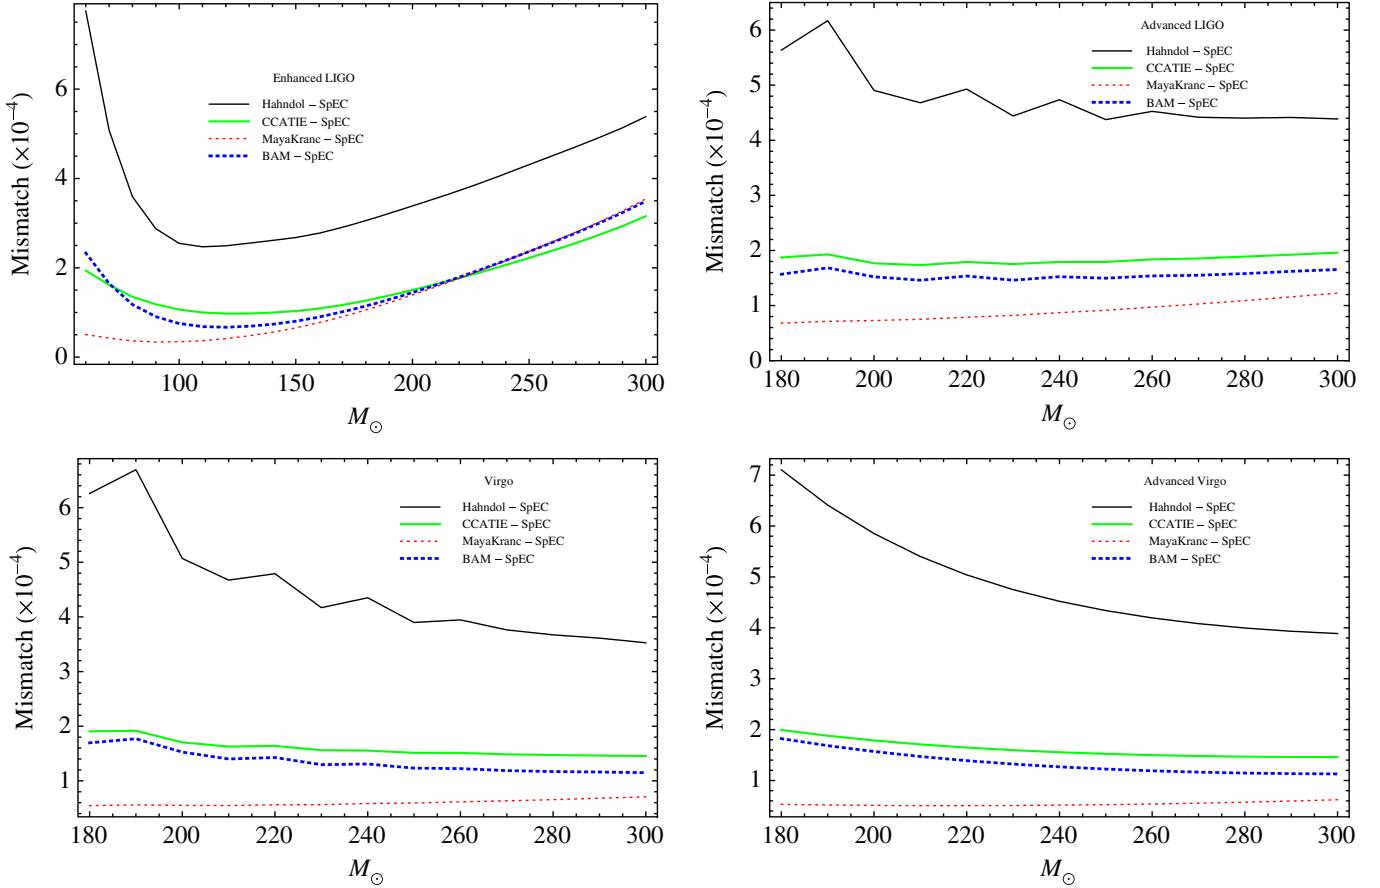 Mismatch (×10⁻⁴)
6
4
2
0
Enhanced LIGO
Hahndol – SpEC
CCATIE – SpEC
MayaKranc – SpEC
BAM – SpEC
100 150 200 250 300
M⊙
Mismatch (×10⁻⁴)
6
5
4
3
2
1
0
Advanced LIGO
Hahndol – SpEC
CCATIE – SpEC
MayaKranc – SpEC
BAM – SpEC
180 200 220 240 260 280 300
M⊙
Mismatch (×10⁻⁴)
6
5
4
3
2
1
Virgo
Hahndol – SpEC
CCATIE – SpEC
MayaKranc – SpEC
BAM – SpEC
180 200 220 240 260 280 300
M⊙
Mismatch (×10⁻⁴)
7
6
5
4
3
2
1
Advanced Virgo
Hahndol – SpEC
CCATIE – SpEC
MayaKranc – SpEC
BAM – SpEC
180 200 220 240 260 280 300
M⊙